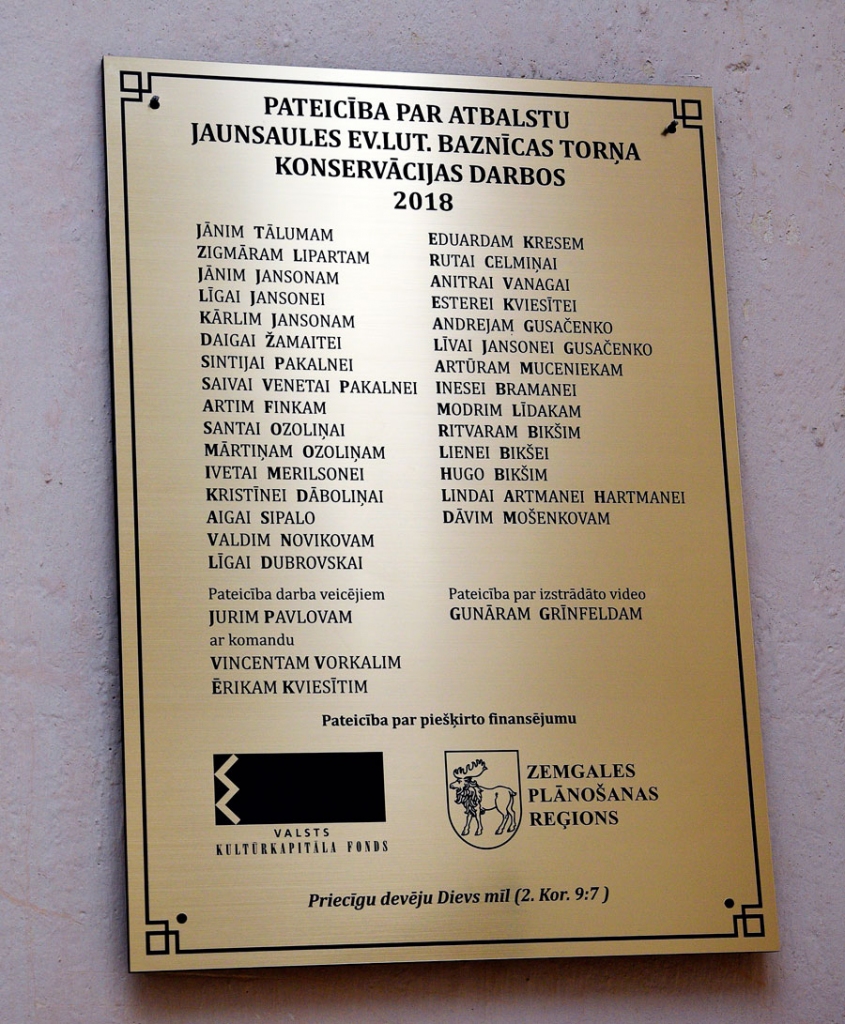 PATEICĪBA PAR ATBALSTU
JAUNSAULES EV.LUT. BAZNĪCAS TORŅA
KONSERVĀCIJAS DARBOS
2018
JĀNIM TĀLUMAM
ZIGMĀRAM LIPARTAM
JĀNIM JANSONAM
LĪGAI JANSONEI
KĀRLIM JANSONAM
DAIGAI ŽAMAITEI
SINTIJAI PAKALNEI
SAIVAI VENETAI PAKALNEI
ARTIM FINKAM
SANTAI OZOLIŅAI
MĀRTIŅAM OZOLIŅAM
IVETAI MERILSONEI
KRISTĪNEI DĀBOLIŅAI
AIGAI SIPALO
VALDIM NOVIKOVAM
LĪGAI DUBROVSKAI
EDUARDAM KRESEM
RUTAI CELMIŅAI
ANITRAI VANAGAI
ESTEREI KVIESĪTEI
ANDREJAM GUSAČENKO
LĪVAI JANSONEI GUSAČENKO
ARTŪRAM MUCENIEKAM
INESEI BRAMANEI
MODRIM LĪDAKAM
RITVARAM BIKŠIM
LIENEI BIKŠEI
HUGO BIKŠIM
LINDAI ARTMANEI HARTMANEI
DĀVIM MOŠENKOVAM
Pateicība darba veicējiem
JURIM PAVLOVAM
ar komandu
VINCENTAM VORKALIM
ĒRIKAM KVIESĪTIM
Pateicība par izstrādāto video
GUNĀRAM GRĪNFELDAM
Pateicība par piešķirto finansējumu
VALSTS
KULTŪRKAPITĀLA FONDS
ZEMGALES
PLĀNOŠANAS
REĢIONS
Priecīgu devēju Dievs mīl (2. Kor. 9:7 )